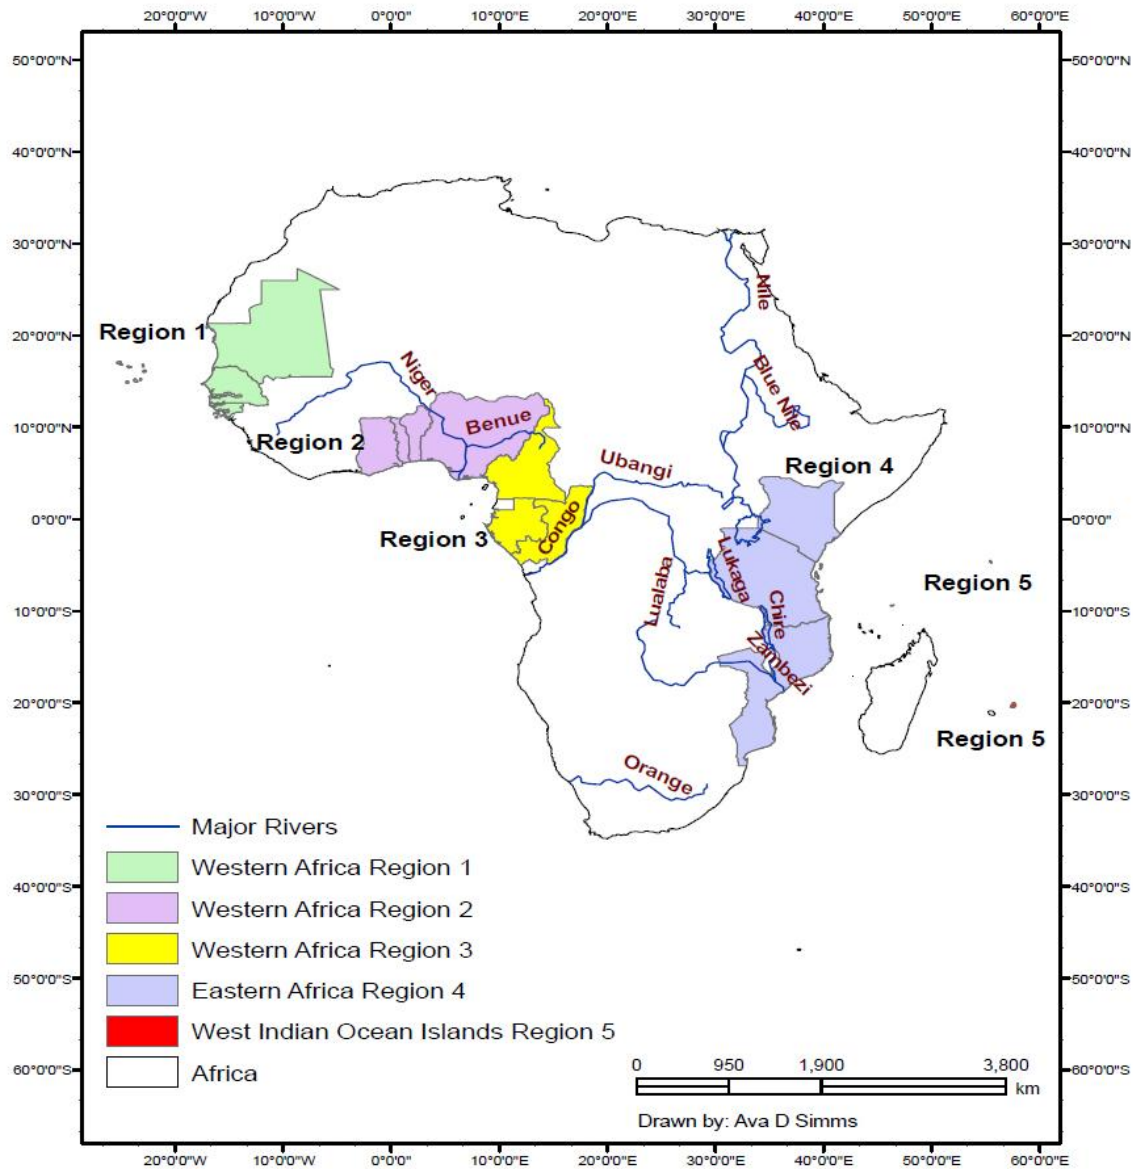 20°0'0"W 10°0'0"W 0°0'0" 10°0'0"E 20°0'0"E 30°0'0"E 40°0'0"E 50°0'0"E 60°0'0"E
50°0'0"N 50°0'0"N
40°0'0"N 40°0'0"N
30°0'0"N 30°0'0"N
Nile
20°0'0"N Region 1 20°0'0"N
Niger
Blue Nile
10°0'0"N Region 2 Benue 10°0'0"N
Ubangi
Region 4
0°0'0" 0°0'0"
Region 3
Congo
Lualaba
Lukaga
Region 5
Chire
10°0'0"S 10°0'0"S
Zambezi
20°0'0"S 20°0'0"S
Region 5
Orange
30°0'0"S 30°0'0"S
Major Rivers
Western Africa Region 1
40°0'0"S 40°0'0"S
Western Africa Region 2
Western Africa Region 3
50°0'0"S 50°0'0"S
Eastern Africa Region 4
West Indian Ocean Islands Region 5
Africa
60°0'0"S 60°0'0"S
0 950 1,900 3,800
km
Drawn by: Ava D Simms
20°0'0"W 10°0'0"W 0°0'0" 10°0'0"E 20°0'0"E 30°0'0"E 40°0'0"E 50°0'0"E 60°0'0"E